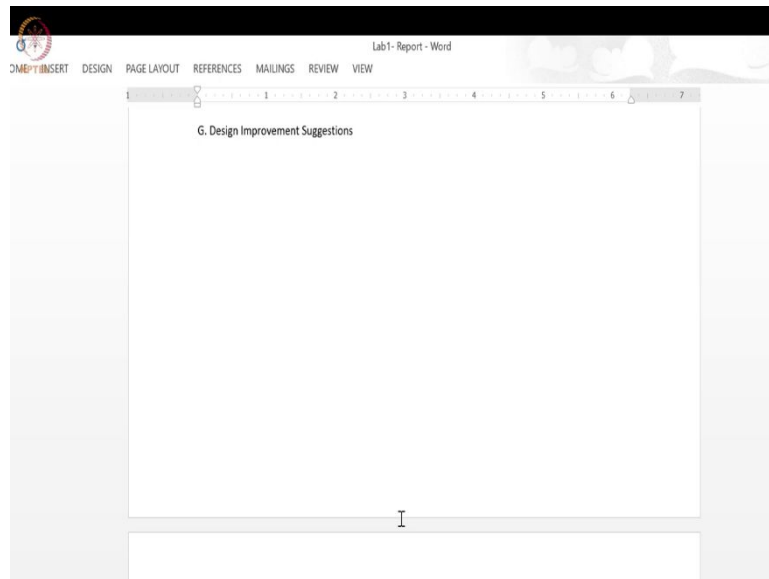 Lab1- Report - Word
INSERT DESIGN PAGE LAYOUT REFERENCES MAILINGS REVIEW VIEW
1 1 2 3 4 5 6 7
G. Design Improvement Suggestions